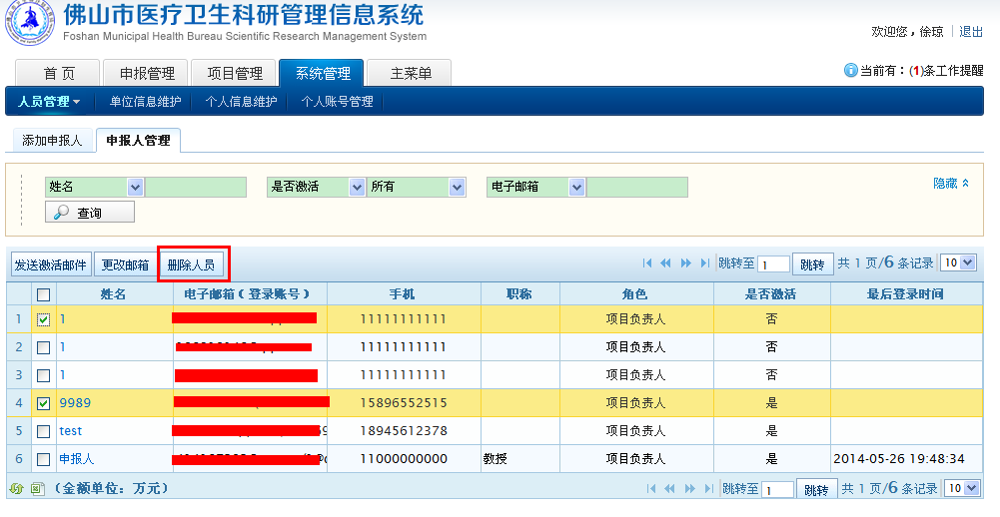 佛山市医疗卫生科研管理信息系统
Foshan Municipal Health Bureau Scientific Research Management System
欢迎您，徐琼 退出
首页 申报管理 项目管理 系统管理 主菜单
当前有：(1)条工作提醒
人员管理 单位信息维护 个人信息维护 个人账号管理
添加申报人 申报人管理
姓名 是否激活 所有 电子邮箱 隐藏
查询
发送激活邮件 更改邮箱 删除人员 跳转至 1 跳转 共 1 页/6 条记录 10
姓名 电子邮箱（登录账号） 手机 职称 角色 是否激活 最后登录时间
1 1 11111111111 项目负责人 否
2 1 11111111111 项目负责人 否
3 1 11111111111 项目负责人 否
4 9989 15896552515 项目负责人 是
5 test 18945612378 项目负责人 是
6 申报人 11000000000 教授 项目负责人 是 2014-05-26 19:48:34
（金额单位：万元） 跳转至 1 跳转 共 1 页/6 条记录 10